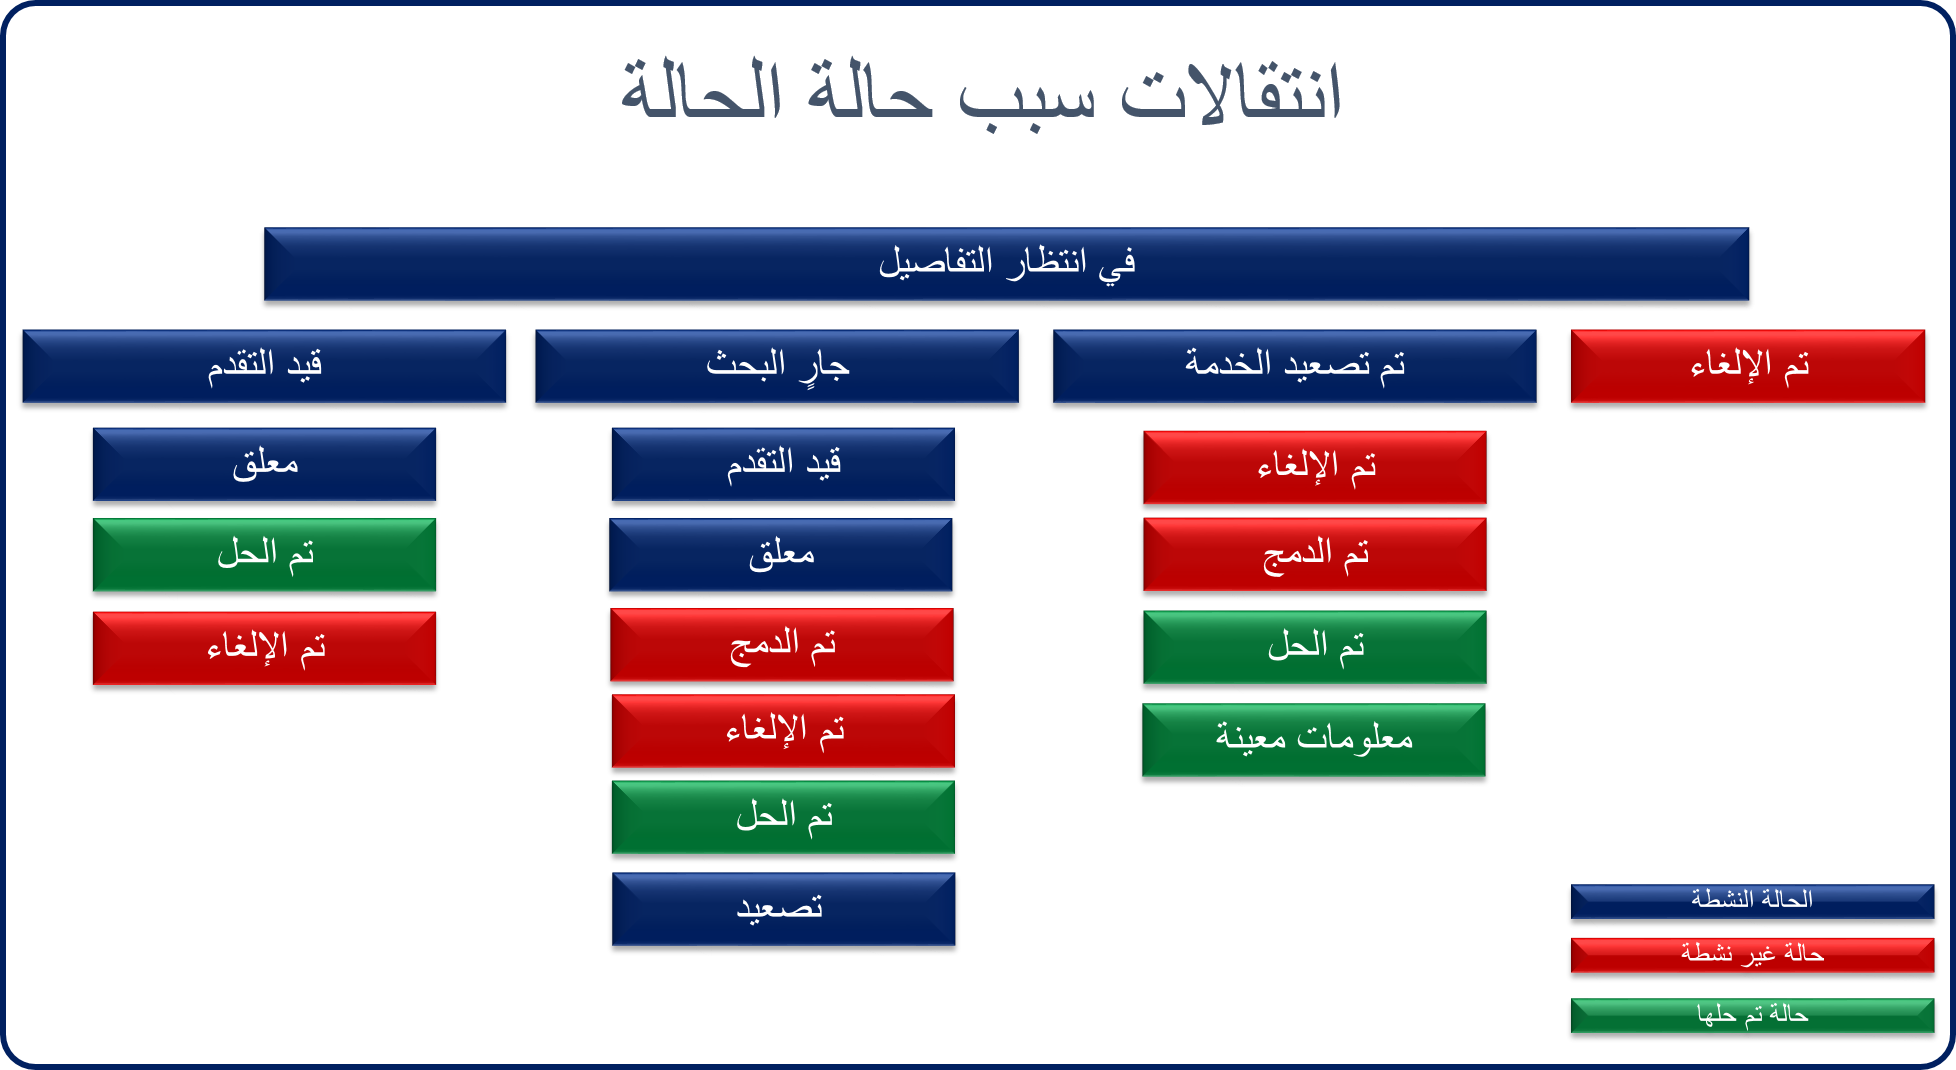 انتقالات سبب حالة الحالة
في انتظار التفاصيل
تم الإلغاء
تم تصعيد الخدمة
جارٍ البحث
قيد التقدم
تم الإلغاء
تم الدمج
تم الحل
معلومات معينة
قيد التقدم
معلق
تم الدمج
تم الإلغاء
تم الحل
تصعيد
معلق
تم الحل
تم الإلغاء
الحالة النشطة
حالة غير نشطة
حالة تم حلها